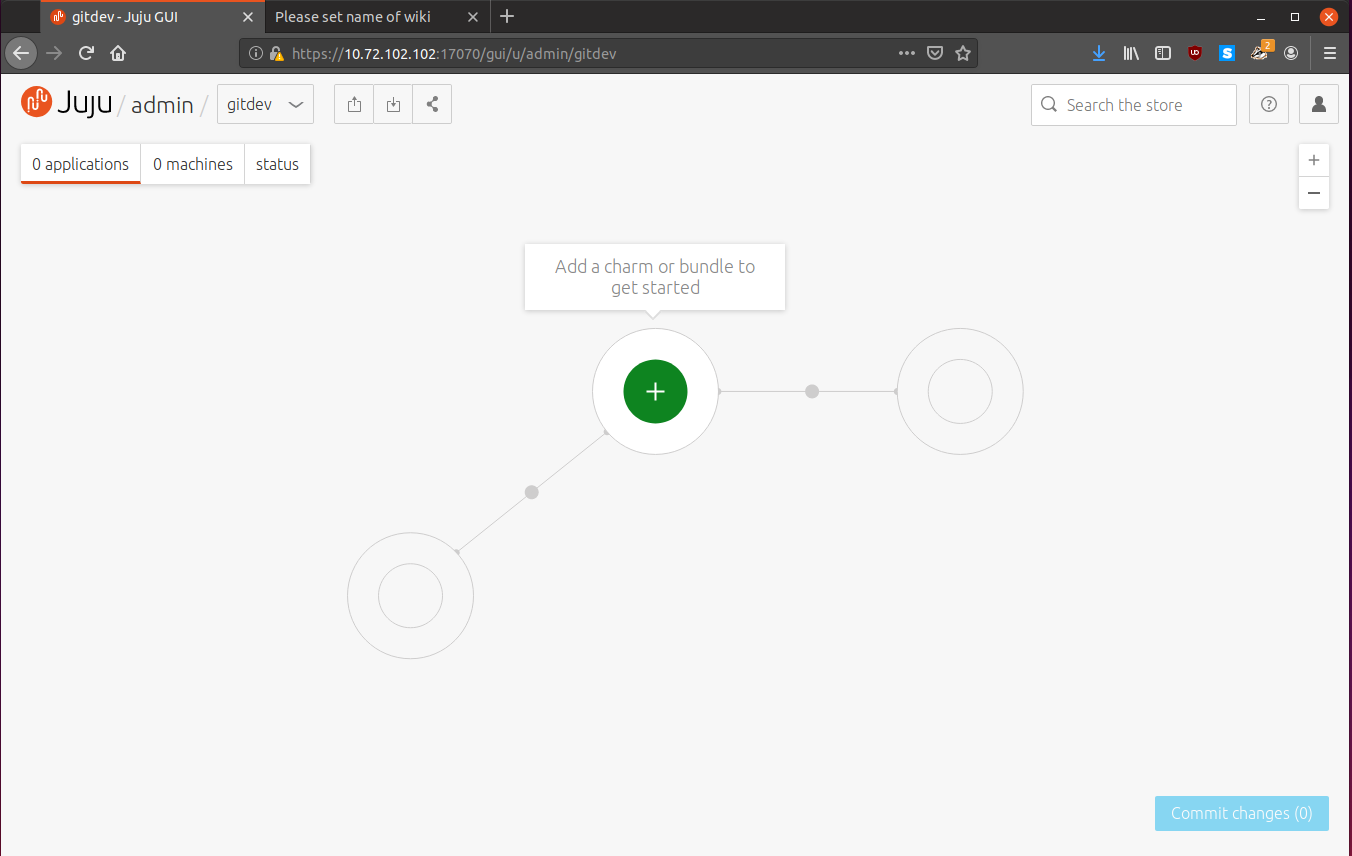 gitdev - Juju GUI
Please set name of wiki
https://10.72.102.102:17070/gui/u/admin/gitdev
UD
S
2
Juju / admin / gitdev
Search the store
0 applications
0 machines
status
Add a charm or bundle to
get started
Commit changes (0)